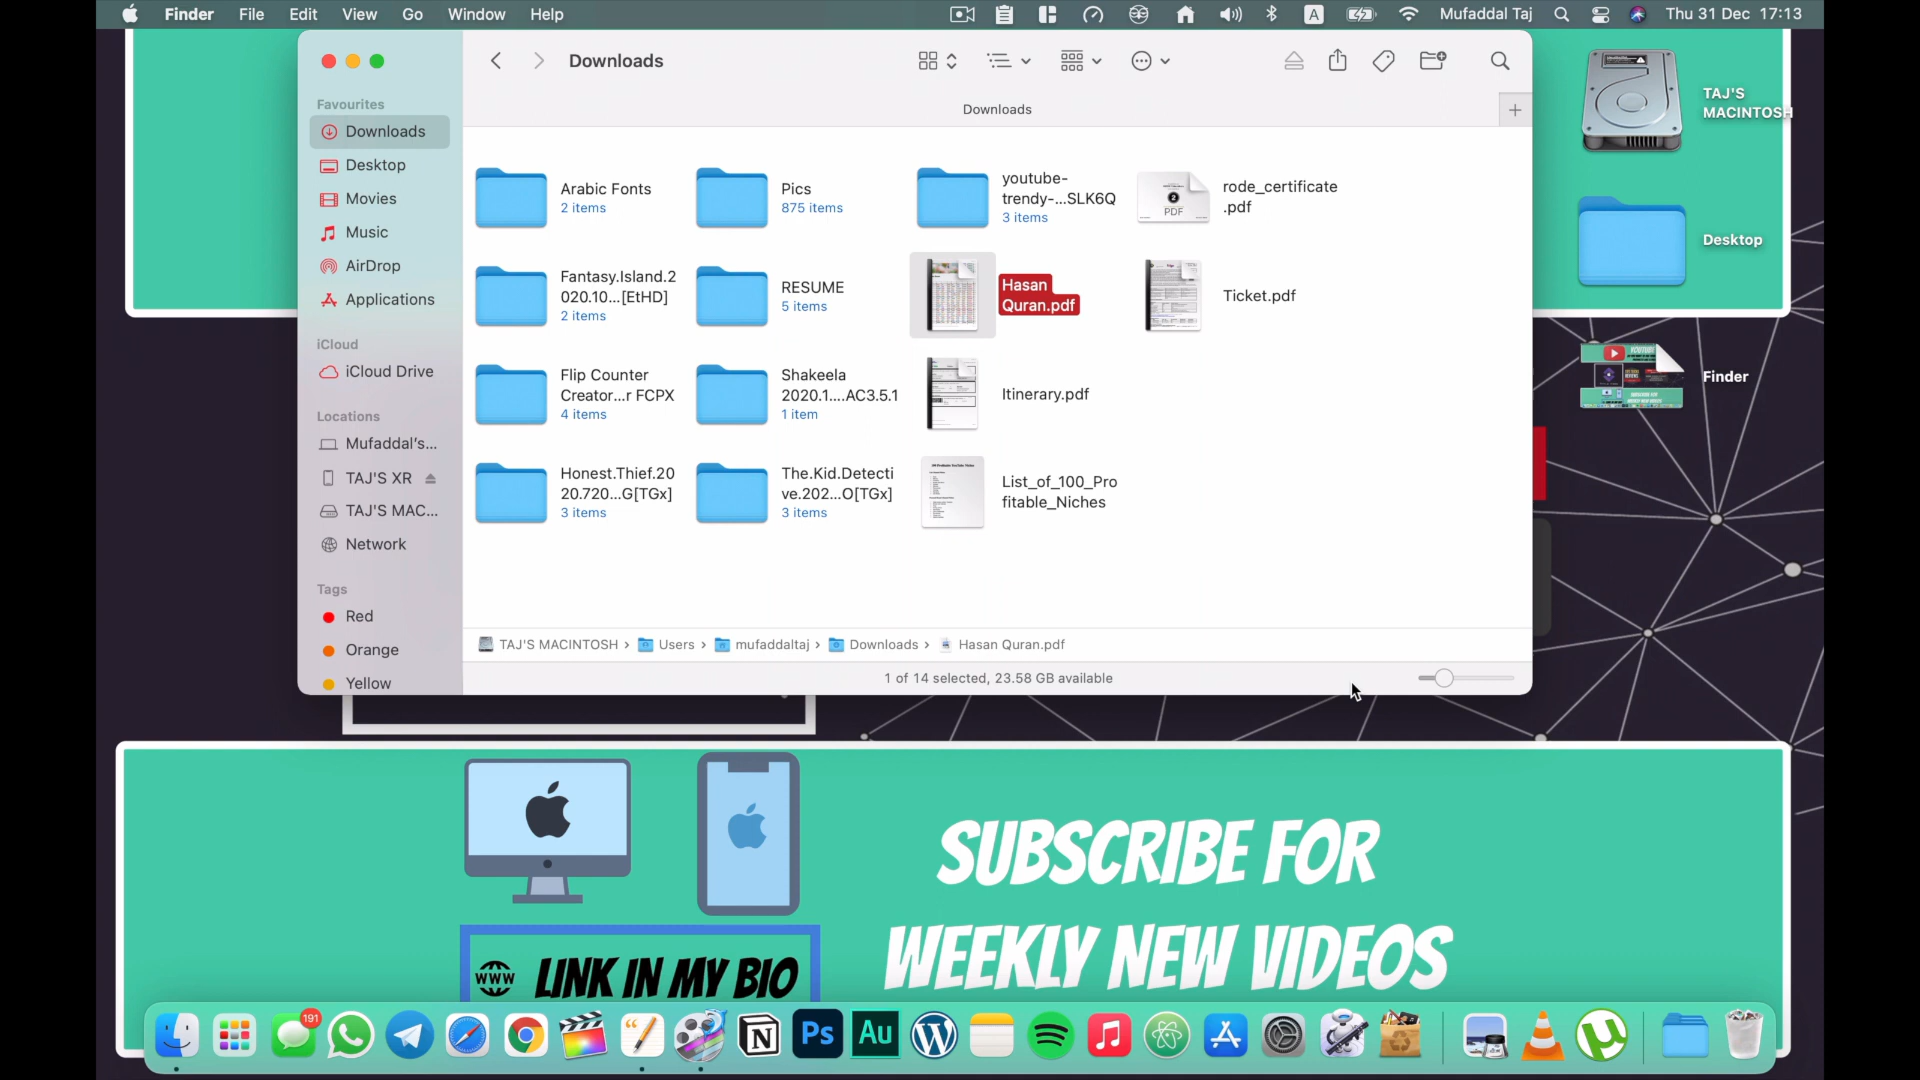 Finder File Edit View Go Window Help
A
Mufaddal Taj
Thu 31 Dec 17:13
Downloads
Downloads
Favourites
Downloads
Desktop
Movies
Music
AirDrop
Applications
iCloud
iCloud Drive
Locations
Mufaddal's...
TAJ'S XR
TAJ'S MAC...
Network
Tags
Red
Orange
Yellow
Arabic Fonts
2 items
Pics
875 items
youtube-
trendy-...SLK6Q
3 items
PDF
rode_certificate
.pdf
Fantasy.Island.2
020.10...[EtHD]
2 items
RESUME
5 items
Hasan
Quran.pdf
Ticket.pdf
Flip Counter
Creator...r FCPX
4 items
Shakeela
2020.1....AC3.5.1
1 item
Itinerary.pdf
Honest.Thief.20
20.720...G[TGx]
3 items
The.Kid.Detecti
ve.202...O[TGx]
3 items
List_of_100_Pro
fitable_Niches
TAJ'S MACINTOSH › Users › mufaddaltaj › Downloads › Hasan Quran.pdf
1 of 14 selected, 23.58 GB available
TAJ'S
MACINTOSH
Desktop
Finder
SUBSCRIBE FOR
WEEKLY NEW VIDEOS
WWW
LINK IN MY BIO
191
N
Ps
Au